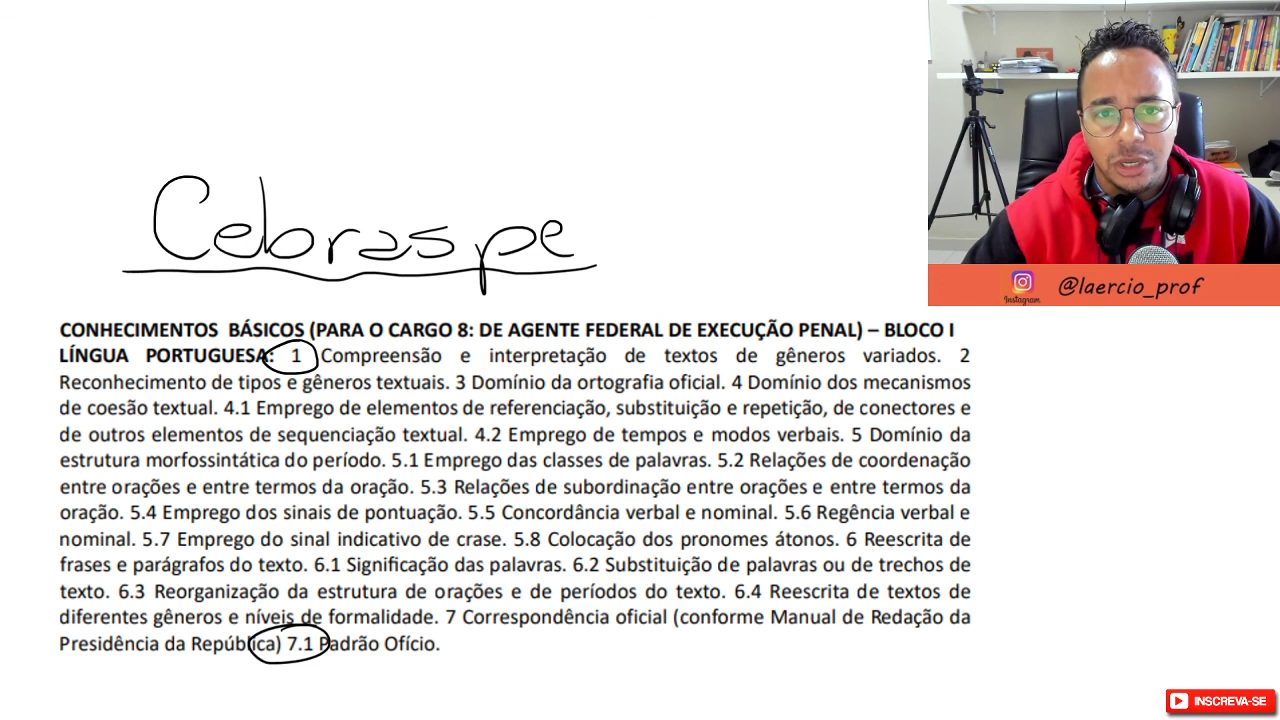 Cebraspe
Instagram
@laercio_prof
CONHECIMENTOS BÁSICOS (PARA O CARGO 8: DE AGENTE FEDERAL DE EXECUÇÃO PENAL) – BLOCO I
LÍNGUA PORTUGUESA: 1 Compreensão e interpretação de textos de gêneros variados. 2
Reconhecimento de tipos e gêneros textuais. 3 Domínio da ortografia oficial. 4 Domínio dos mecanismos
de coesão textual. 4.1 Emprego de elementos de referenciação, substituição e repetição, de conectores e
de outros elementos de sequenciação textual. 4.2 Emprego de tempos e modos verbais. 5 Domínio da
estrutura morfossintática do período. 5.1 Emprego das classes de palavras. 5.2 Relações de coordenação
entre orações e entre termos da oração. 5.3 Relações de subordinação entre orações e entre termos da
oração. 5.4 Emprego dos sinais de pontuação. 5.5 Concordância verbal e nominal. 5.6 Regência verbal e
nominal. 5.7 Emprego do sinal indicativo de crase. 5.8 Colocação dos pronomes átonos. 6 Reescrita de
frases e parágrafos do texto. 6.1 Significação das palavras. 6.2 Substituição de palavras ou de trechos de
texto. 6.3 Reorganização da estrutura de orações e de períodos do texto. 6.4 Reescrita de textos de
diferentes gêneros e níveis de formalidade. 7 Correspondência oficial (conforme Manual de Redação da
Presidência da República) 7.1 Padrão Ofício.
INSCREVA-SE